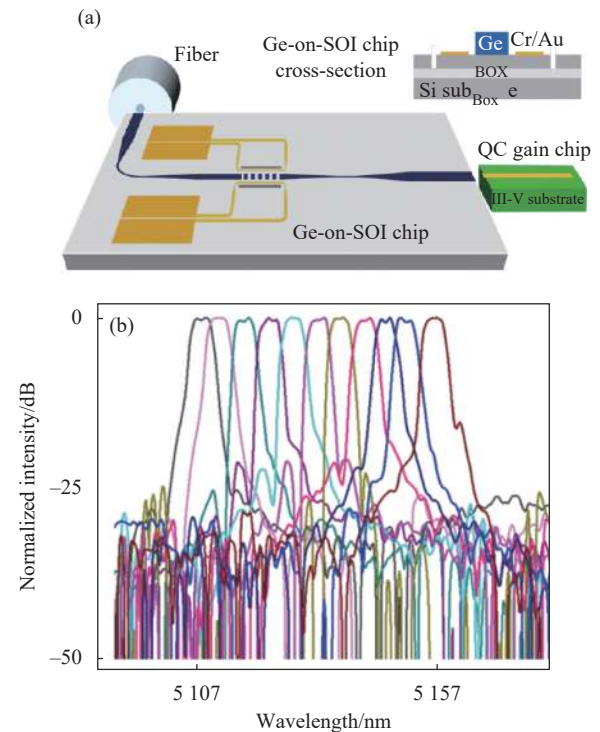 (a)
Fiber
Ge-on-SOI chip
cross-section
Ge
Cr/Au
BOX
Si sub Box e
QC gain chip
III-V substrate
Ge-on-SOI chip
(b)
Normalized intensity/dB
0
−25
−50
5 107
5 157
Wavelength/nm